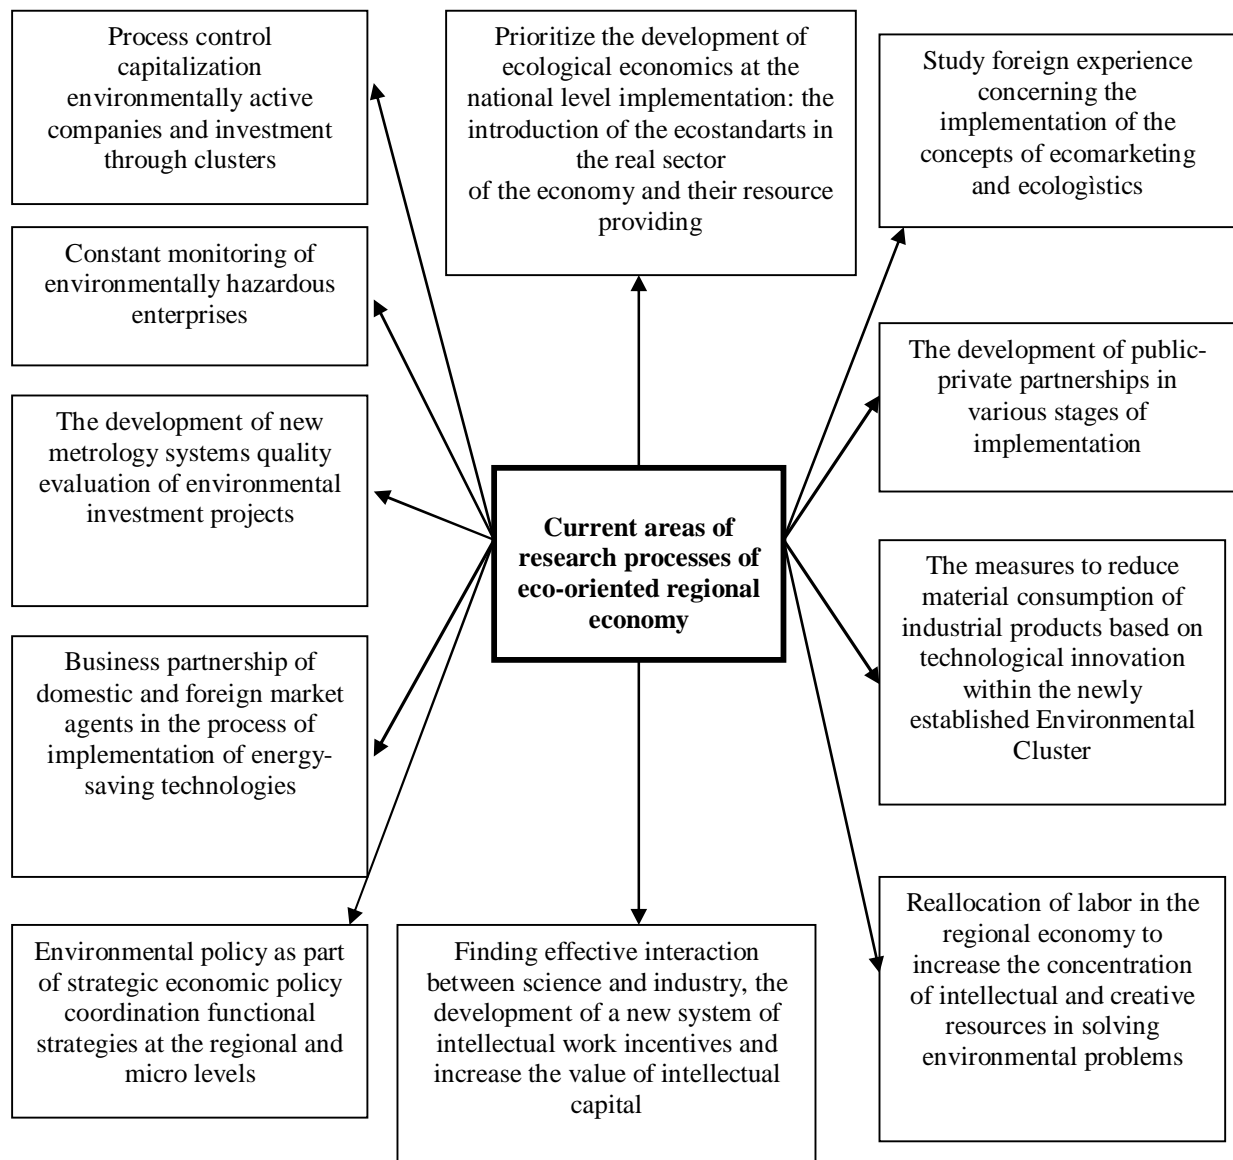 Process control
capitalization
environmentally active
companies and investment
through clusters
Prioritize the development of
ecological economics at the
national level implementation: the
introduction of the ecostandarts in
the real sector
of the economy and their resource
providing
Study foreign experience
concerning the
implementation of the
concepts of ecomarketing
and ecologìstics
Constant monitoring of
environmentally hazardous
enterprises
The development of public-
private partnerships in
various stages of
implementation
The development of new
metrology systems quality
evaluation of environmental
investment projects
Current areas of
research processes of
eco-oriented regional
economy
The measures to reduce
material consumption of
industrial products based on
technological innovation
within the newly
established Environmental
Cluster
Business partnership of
domestic and foreign market
agents in the process of
implementation of energy-
saving technologies
Environmental policy as part
of strategic economic policy
coordination functional
strategies at the regional and
micro levels
Finding effective interaction
between science and industry, the
development of a new system of
intellectual work incentives and
increase the value of intellectual
capital
Reallocation of labor in the
regional economy to
increase the concentration
of intellectual and creative
resources in solving
environmental problems